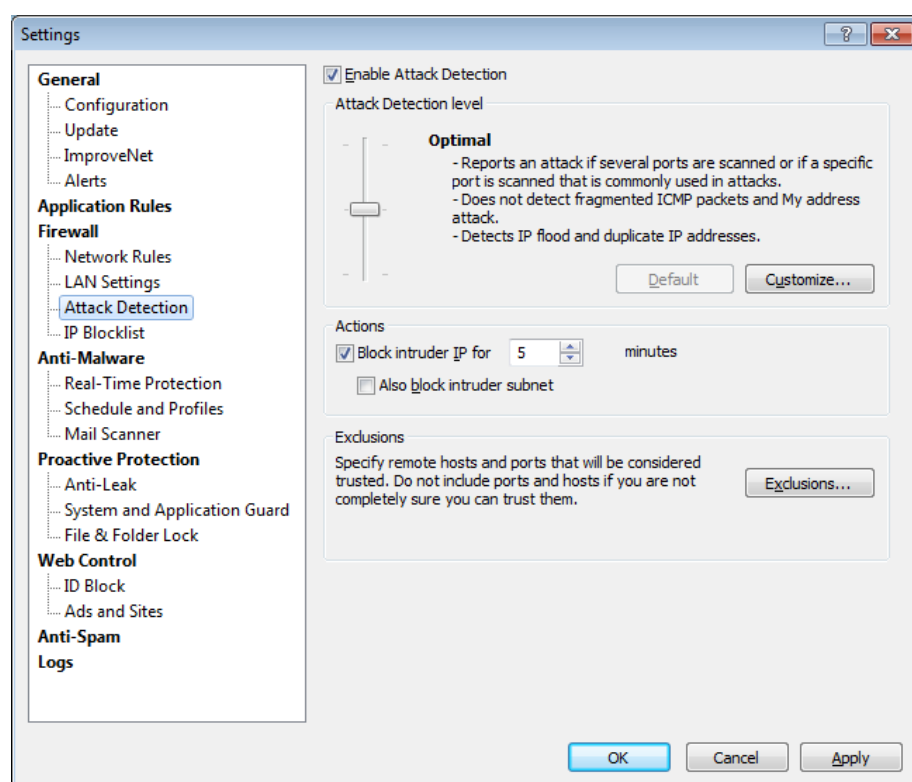 Settings
General
Configuration
Update
ImproveNet
Alerts
Application Rules
Firewall
Network Rules
LAN Settings
Attack Detection
IP Blocklist
Anti-Malware
Real-Time Protection
Schedule and Profiles
Mail Scanner
Proactive Protection
Anti-Leak
System and Application Guard
File & Folder Lock
Web Control
ID Block
Ads and Sites
Anti-Spam
Logs
Enable Attack Detection
Attack Detection level
Optimal
- Reports an attack if several ports are scanned or if a specific
port is scanned that is commonly used in attacks.
- Does not detect fragmented ICMP packets and My address
attack.
- Detects IP flood and duplicate IP addresses.
Default
Customize...
Actions
Block intruder IP for 5 minutes
Also block intruder subnet
Exclusions
Specify remote hosts and ports that will be considered
trusted. Do not include ports and hosts if you are not
completely sure you can trust them.
Exclusions...
OK
Cancel
Apply